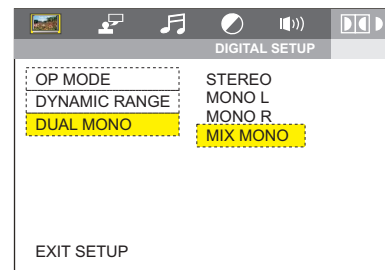 DIGITAL SETUP
OP MODE
DYNAMIC RANGE
DUAL MONO
STEREO
MONO L
MONO R
MIX MONO
EXIT SETUP